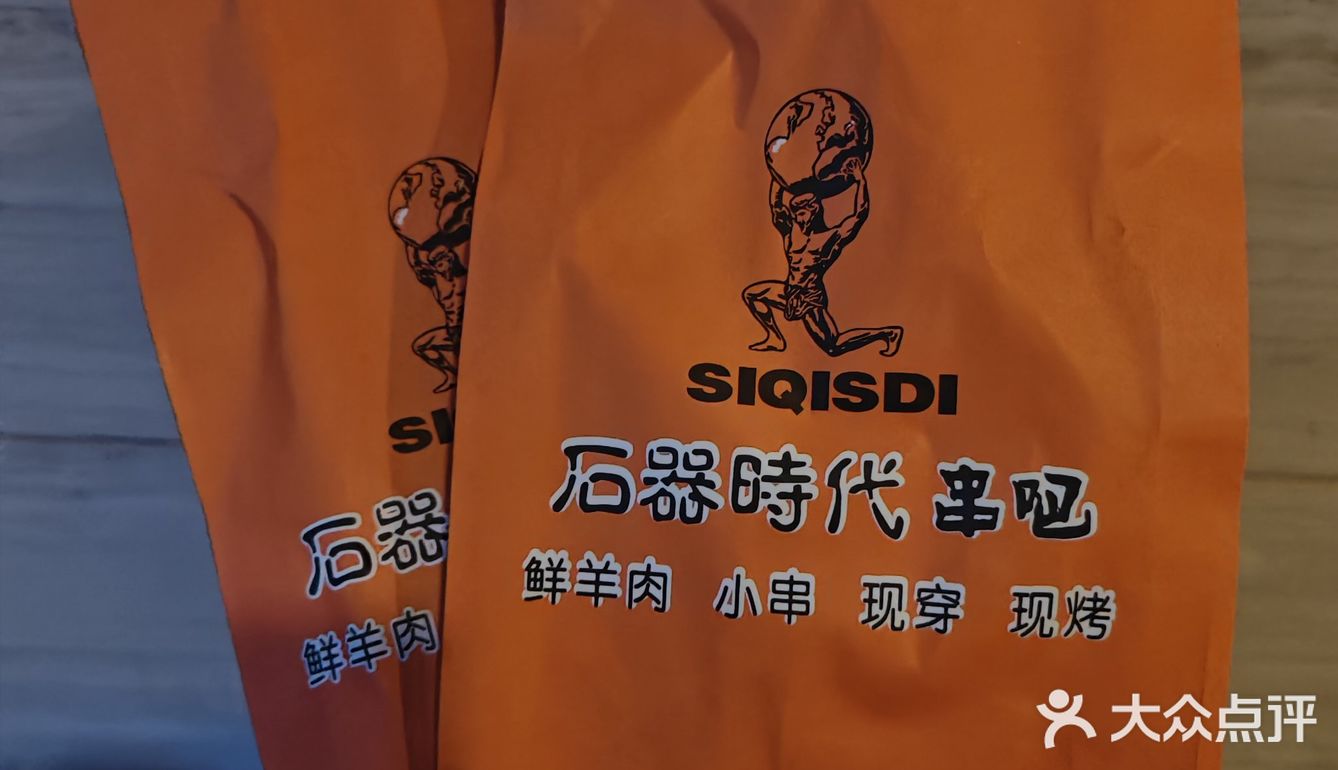 SIQISDI
石器時代 串吧
鲜羊肉 小串 现穿 现烤
石器
鲜羊肉
大众点评